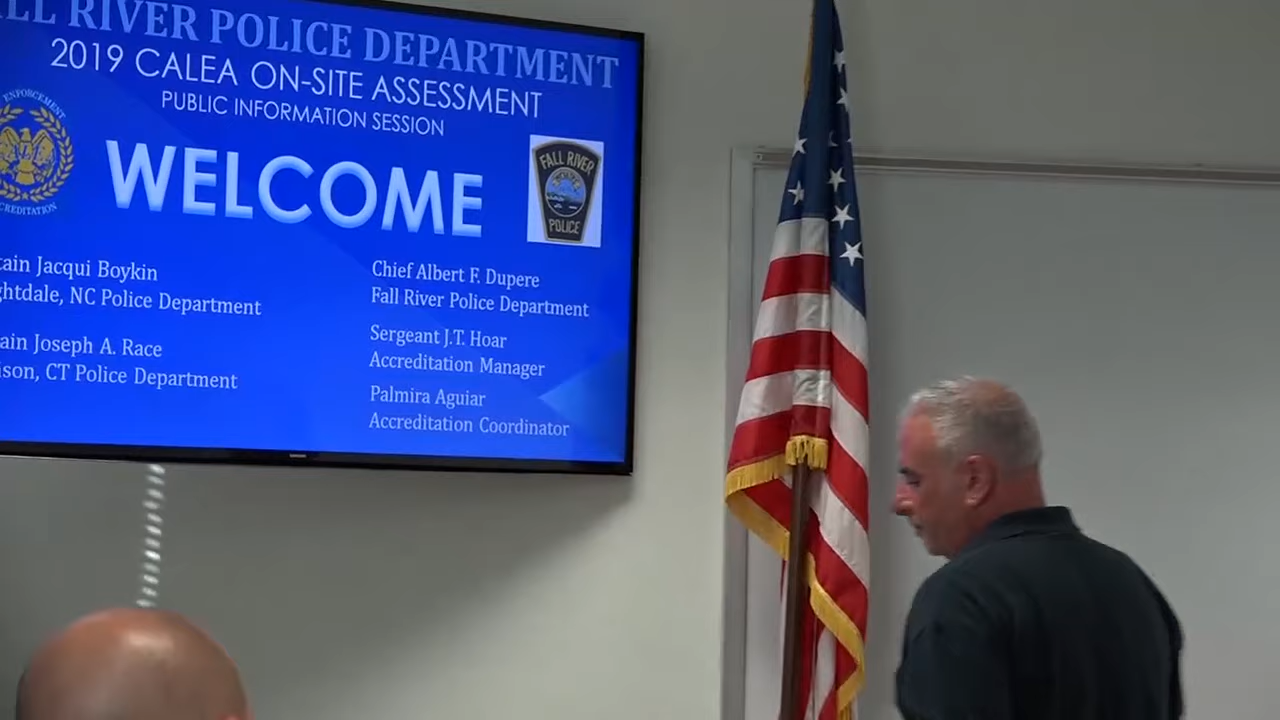 ALL RIVER POLICE DEPARTMENT
2019 CALEA ON-SITE ASSESSMENT
PUBLIC INFORMATION SESSION
ENFORCEMENT
CREDITATION
WELCOME
FALL RIVER
POLICE
tain Jacqui Boykin
ghtdale, NC Police Department
ain Joseph A. Race
ison, CT Police Department
Chief Albert F. Dupere
Fall River Police Department
Sergeant J.T. Hoar
Accreditation Manager
Palmira Aguiar
Accreditation Coordinator